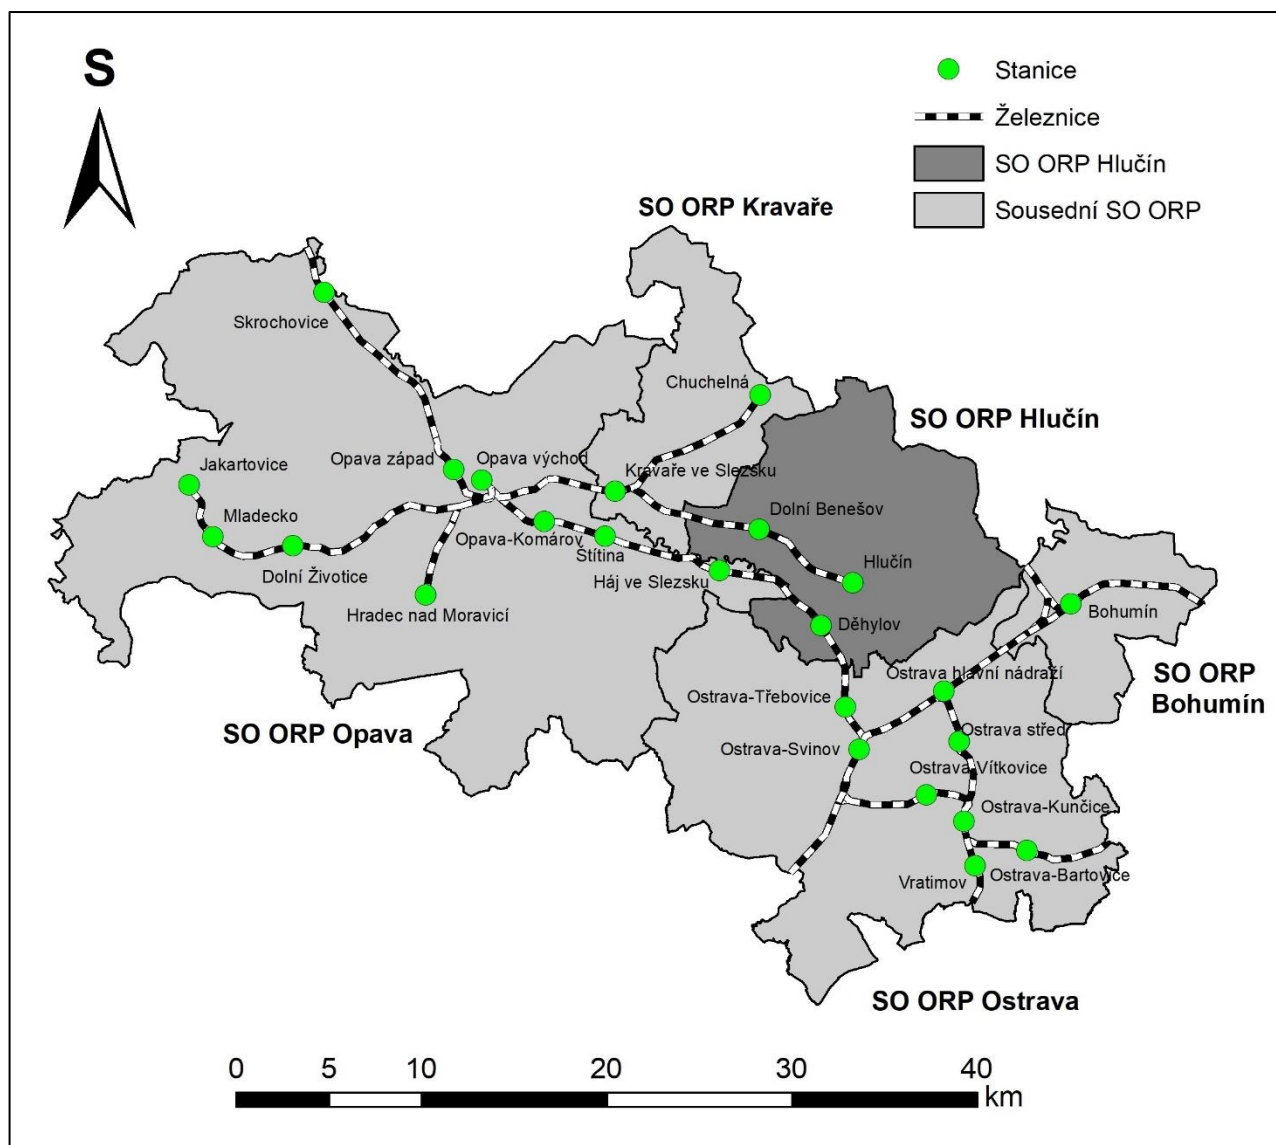 S
Stanice
Železnice
SO ORP Hlučín
Sousední SO ORP
SO ORP Kravaře
Skrochovice
Chuchelná
SO ORP Hlučín
Jakartovice
Opava západ
Opava východ
Kravaře ve Slezsku
Mladecko
Dolní Benešov
Opava-Komárov
Štítina
Dolní Životice
Háj ve Slezsku
Hlučín
Hradec nad Moravicí
Děhylov
Bohumín
Ostrava hlavní nádraží
SO ORP
Bohumín
Ostrava-Třebovice
SO ORP Opava
Ostrava střed
Ostrava-Svinov
Ostrava-Vítkovice
Ostrava-Kunčice
Vratimov
Ostrava-Bartovice
SO ORP Ostrava
0 5 10 20 30 40
km